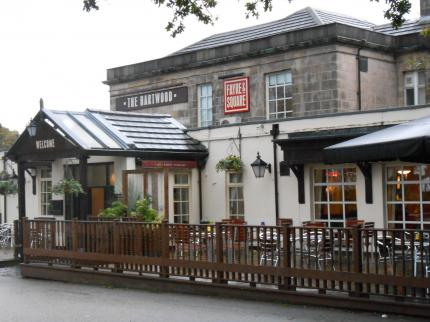 THE HARTWOOD
FAYRE &
SQUARE
WELCOME